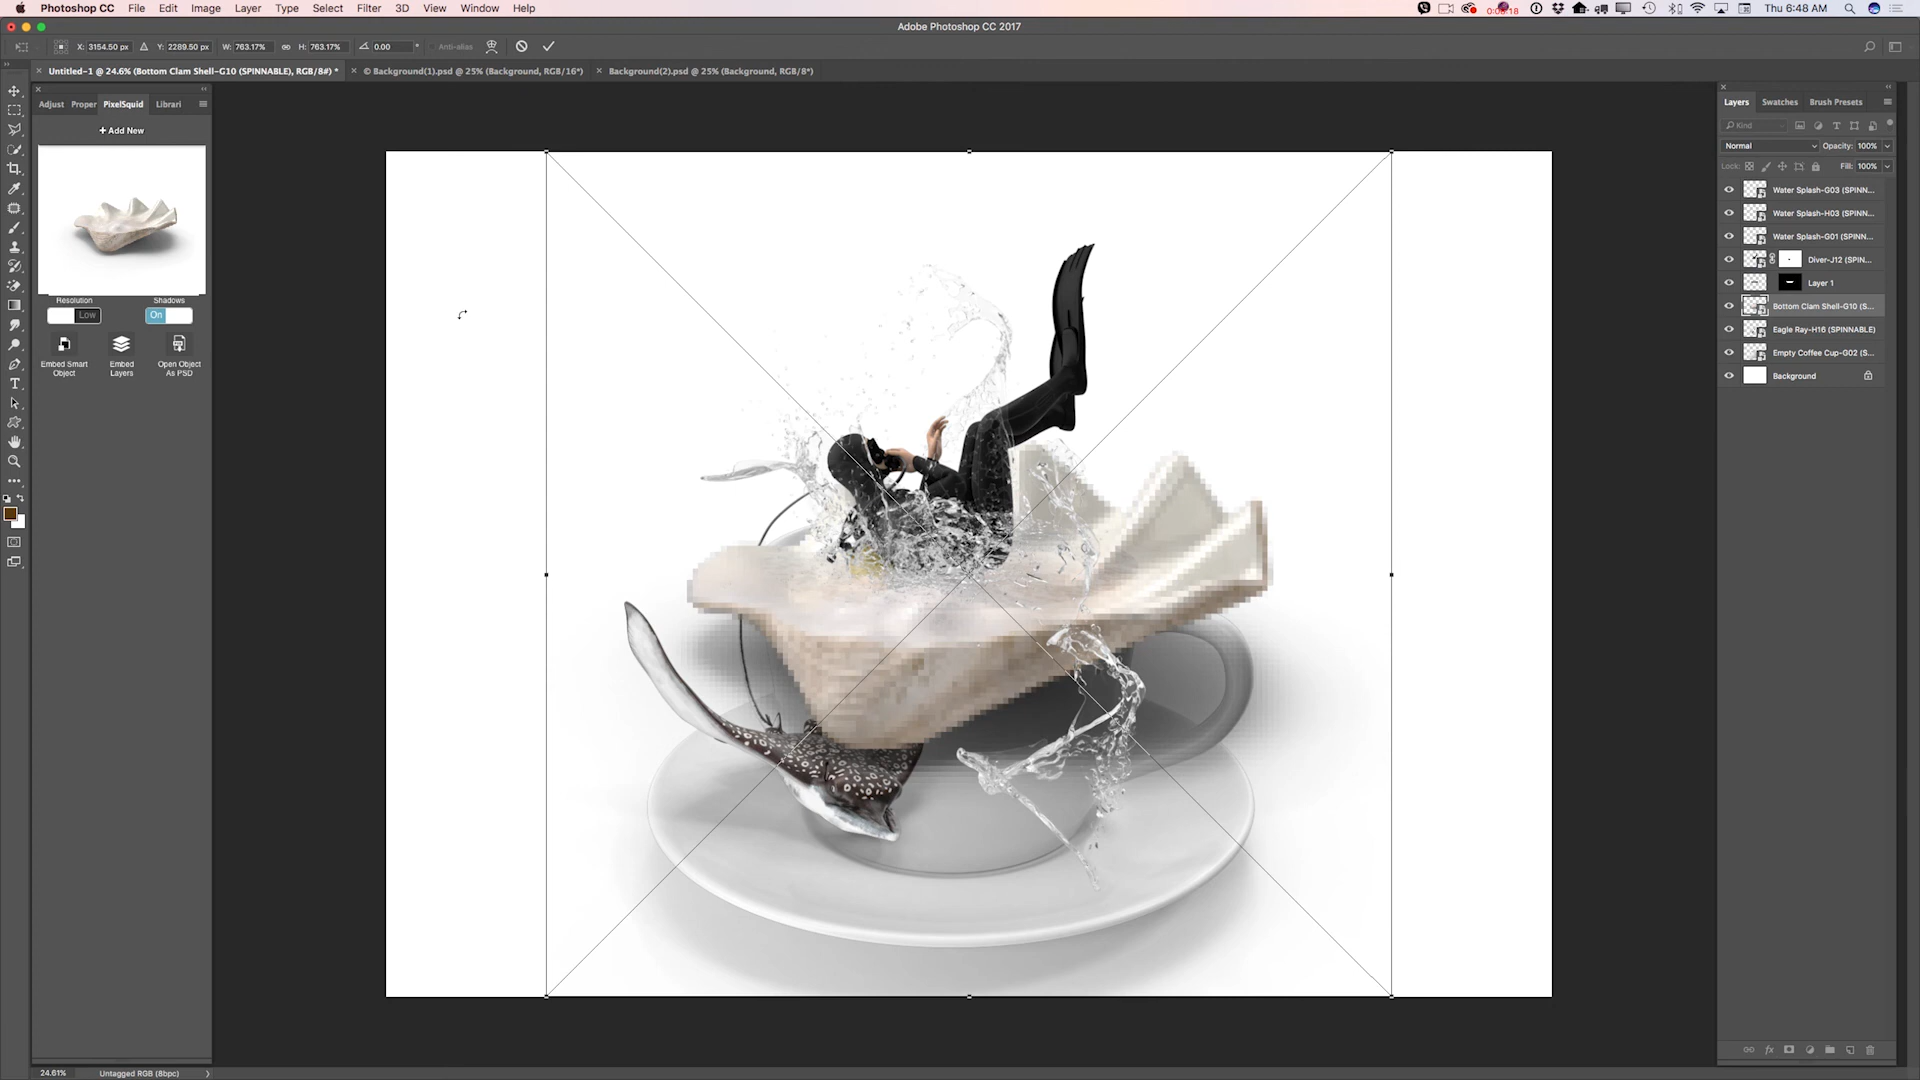 Photoshop CC File Edit Image Layer Type Select Filter 3D View Window Help
0:06:18 Thu 6:48 AM
Adobe Photoshop CC 2017
X: 3154.50 px Y: 2289.50 px W: 763.17% H: 763.17% 0.00 ° Anti-alias
Untitled-1 @ 24.6% (Bottom Clam Shell-G10 (SPINNABLE), RGB/8#) * © Background(1).psd @ 25% (Background, RGB/16*) Background(2).psd @ 25% (Background, RGB/8*)
Adjust Proper PixelSquid Librari
+ Add New
Resolution Shadows
Low On
Embed Smart Object
Embed Layers
Open Object As PSD
Layers Swatches Brush Presets
Kind
Normal Opacity: 100%
Lock: Fill: 100%
Water Splash-G03 (SPINN...
Water Splash-H03 (SPINN...
Water Splash-G01 (SPINN...
Diver-J12 (SPIN...
Layer 1
Bottom Clam Shell-G10 (S...
Eagle Ray-H16 (SPINNABLE)
Empty Coffee Cup-G02 (S...
Background
24.61% Untagged RGB (8bpc)